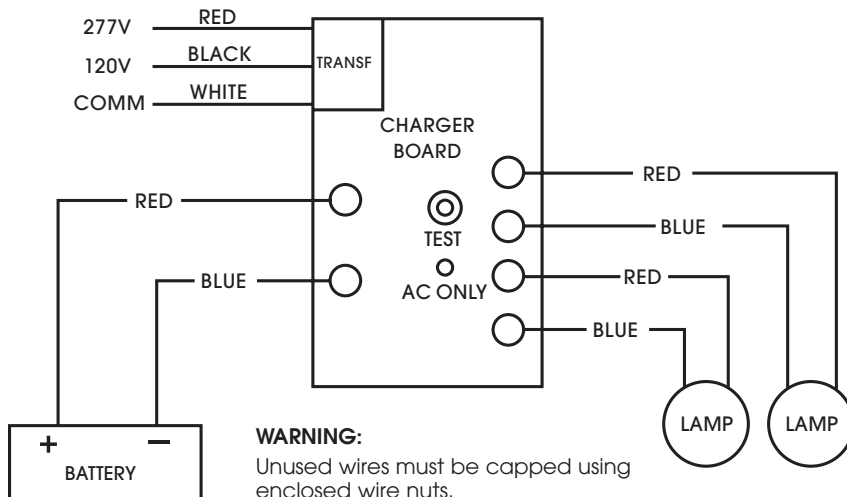 277V RED
120V BLACK
COMM WHITE
TRANSF
CHARGER
BOARD
RED
BLUE
TEST
AC ONLY
RED
BLUE
RED
BLUE
LAMP
LAMP
+ −
BATTERY
WARNING:
Unused wires must be capped using
enclosed wire nuts.